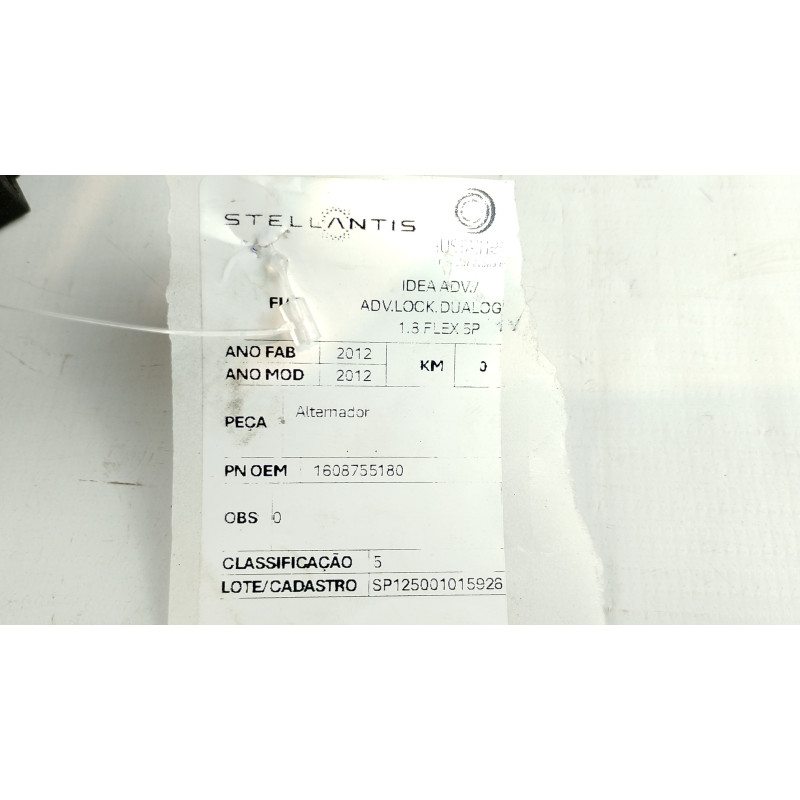 STELLANTIS
IDEA ADV./
ADV.LOCK.DUALOG
1.8 FLEX 5P
ANO FAB 2012
ANO MOD 2012
KM 0
PEÇA Alternador
PN OEM 1608755180
OBS 0
CLASSIFICAÇÃO 5
LOTE/CADASTRO SP125001015926